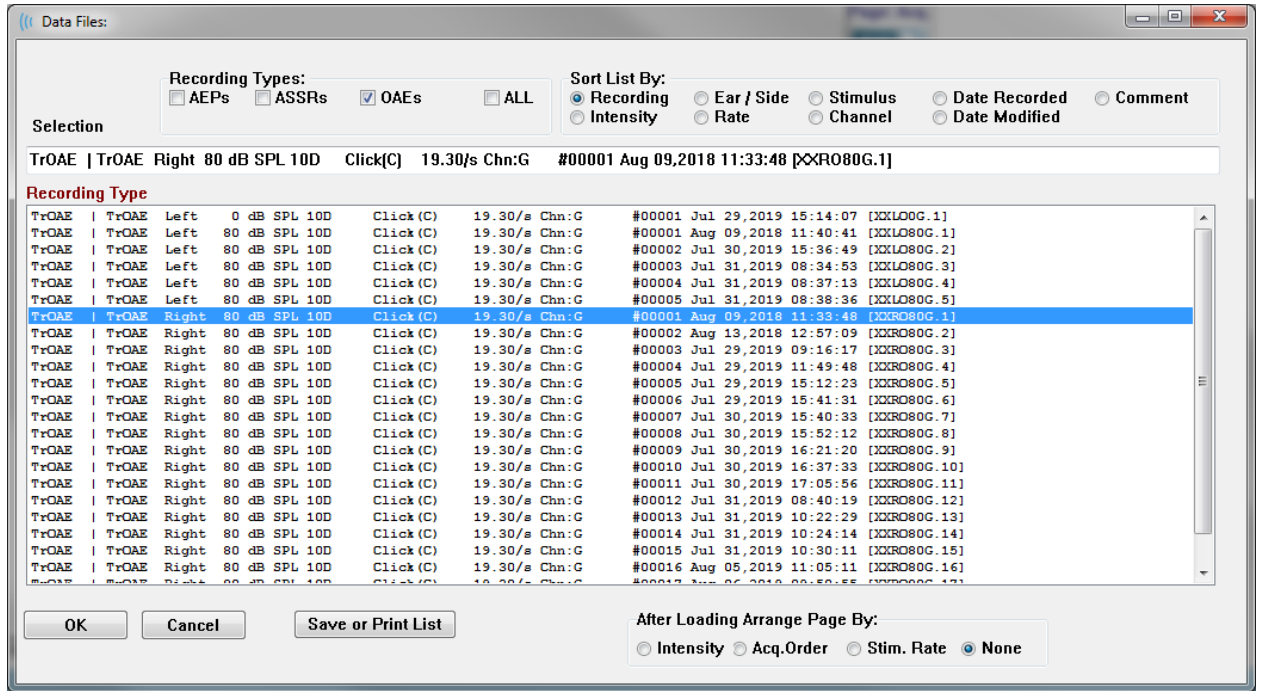 Data Files:
Recording Types:
AEPs ASSRs OAEs ALL
Sort List By:
Recording Ear / Side Stimulus Date Recorded Comment
Intensity Rate Channel Date Modified
Selection
TrOAE | TrOAE Right 80 dB SPL 10D Click(C) 19.30/s Chn:G #00001 Aug 09,2018 11:33:48 [XXRO80G.1]
Recording Type
TrOAE | TrOAE Left 0 dB SPL 10D Click(C) 19.30/s Chn:G #00001 Jul 29,2019 15:14:07 [XXLO0G.1]
TrOAE | TrOAE Left 80 dB SPL 10D Click(C) 19.30/s Chn:G #00001 Aug 09,2018 11:40:41 [XXLO80G.1]
TrOAE | TrOAE Left 80 dB SPL 10D Click(C) 19.30/s Chn:G #00002 Jul 30,2019 15:36:49 [XXLO80G.2]
TrOAE | TrOAE Left 80 dB SPL 10D Click(C) 19.30/s Chn:G #00003 Jul 31,2019 08:34:53 [XXLO80G.3]
TrOAE | TrOAE Left 80 dB SPL 10D Click(C) 19.30/s Chn:G #00004 Jul 31,2019 08:37:13 [XXLO80G.4]
TrOAE | TrOAE Left 80 dB SPL 10D Click(C) 19.30/s Chn:G #00005 Jul 31,2019 08:38:36 [XXLO80G.5]
TrOAE | TrOAE Right 80 dB SPL 10D Click(C) 19.30/s Chn:G #00001 Aug 09,2018 11:33:48 [XXRO80G.1]
TrOAE | TrOAE Right 80 dB SPL 10D Click(C) 19.30/s Chn:G #00002 Aug 13,2018 12:57:09 [XXRO80G.2]
TrOAE | TrOAE Right 80 dB SPL 10D Click(C) 19.30/s Chn:G #00003 Jul 29,2019 09:16:17 [XXRO80G.3]
TrOAE | TrOAE Right 80 dB SPL 10D Click(C) 19.30/s Chn:G #00004 Jul 29,2019 11:49:48 [XXRO80G.4]
TrOAE | TrOAE Right 80 dB SPL 10D Click(C) 19.30/s Chn:G #00005 Jul 29,2019 15:12:23 [XXRO80G.5]
TrOAE | TrOAE Right 80 dB SPL 10D Click(C) 19.30/s Chn:G #00006 Jul 29,2019 15:41:31 [XXRO80G.6]
TrOAE | TrOAE Right 80 dB SPL 10D Click(C) 19.30/s Chn:G #00007 Jul 30,2019 15:40:33 [XXRO80G.7]
TrOAE | TrOAE Right 80 dB SPL 10D Click(C) 19.30/s Chn:G #00008 Jul 30,2019 15:52:12 [XXRO80G.8]
TrOAE | TrOAE Right 80 dB SPL 10D Click(C) 19.30/s Chn:G #00009 Jul 30,2019 16:21:20 [XXRO80G.9]
TrOAE | TrOAE Right 80 dB SPL 10D Click(C) 19.30/s Chn:G #00010 Jul 30,2019 16:37:33 [XXRO80G.10]
TrOAE | TrOAE Right 80 dB SPL 10D Click(C) 19.30/s Chn:G #00011 Jul 30,2019 17:05:56 [XXRO80G.11]
TrOAE | TrOAE Right 80 dB SPL 10D Click(C) 19.30/s Chn:G #00012 Jul 31,2019 08:40:19 [XXRO80G.12]
TrOAE | TrOAE Right 80 dB SPL 10D Click(C) 19.30/s Chn:G #00013 Jul 31,2019 10:22:29 [XXRO80G.13]
TrOAE | TrOAE Right 80 dB SPL 10D Click(C) 19.30/s Chn:G #00014 Jul 31,2019 10:24:14 [XXRO80G.14]
TrOAE | TrOAE Right 80 dB SPL 10D Click(C) 19.30/s Chn:G #00015 Jul 31,2019 10:30:11 [XXRO80G.15]
TrOAE | TrOAE Right 80 dB SPL 10D Click(C) 19.30/s Chn:G #00016 Aug 05,2019 11:05:11 [XXRO80G.16]
OK Cancel Save or Print List
After Loading Arrange Page By:
Intensity Acq.Order Stim. Rate None